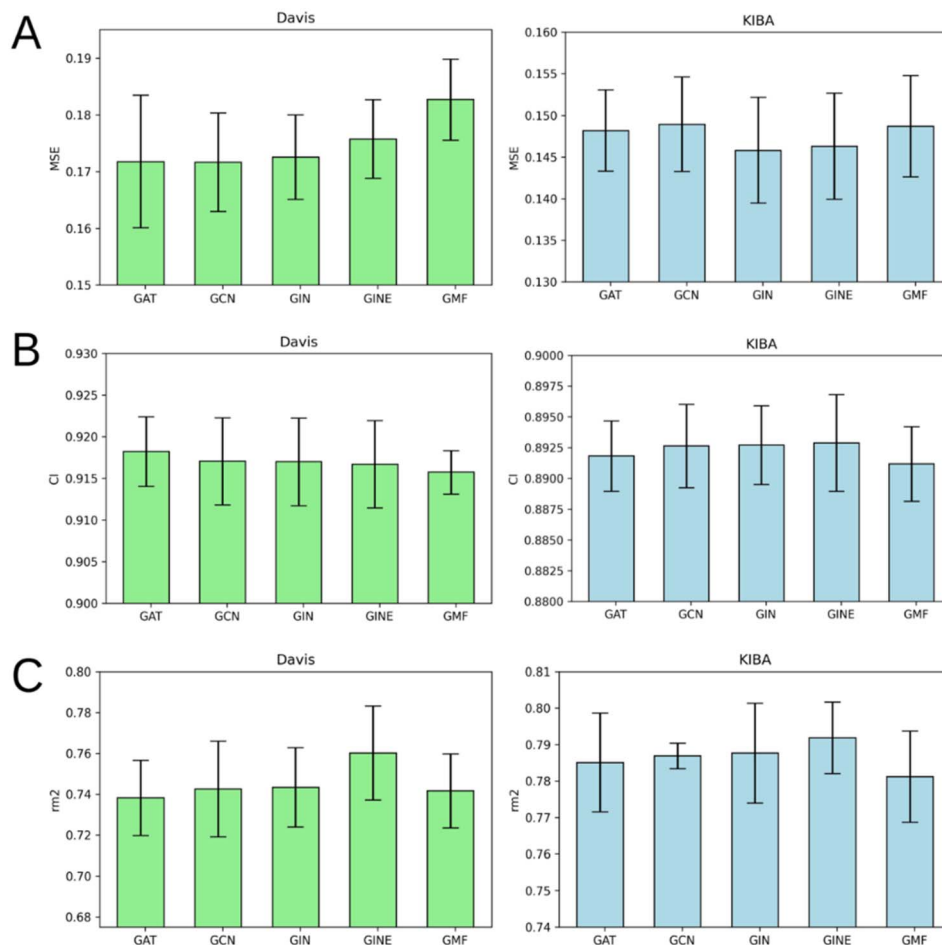 A
Davis
MSE
0.19
0.18
0.17
0.16
0.15
GAT GCN GIN GINE GMF
KIBA
MSE
0.160
0.155
0.150
0.145
0.140
0.135
0.130
GAT GCN GIN GINE GMF
B
Davis
CI
0.930
0.925
0.920
0.915
0.910
0.905
0.900
GAT GCN GIN GINE GMF
KIBA
CI
0.9000
0.8975
0.8950
0.8925
0.8900
0.8875
0.8850
0.8825
0.8800
GAT GCN GIN GINE GMF
C
Davis
rm2
0.80
0.78
0.76
0.74
0.72
0.70
0.68
GAT GCN GIN GINE GMF
KIBA
rm2
0.81
0.80
0.79
0.78
0.77
0.76
0.75
0.74
GAT GCN GIN GINE GMF